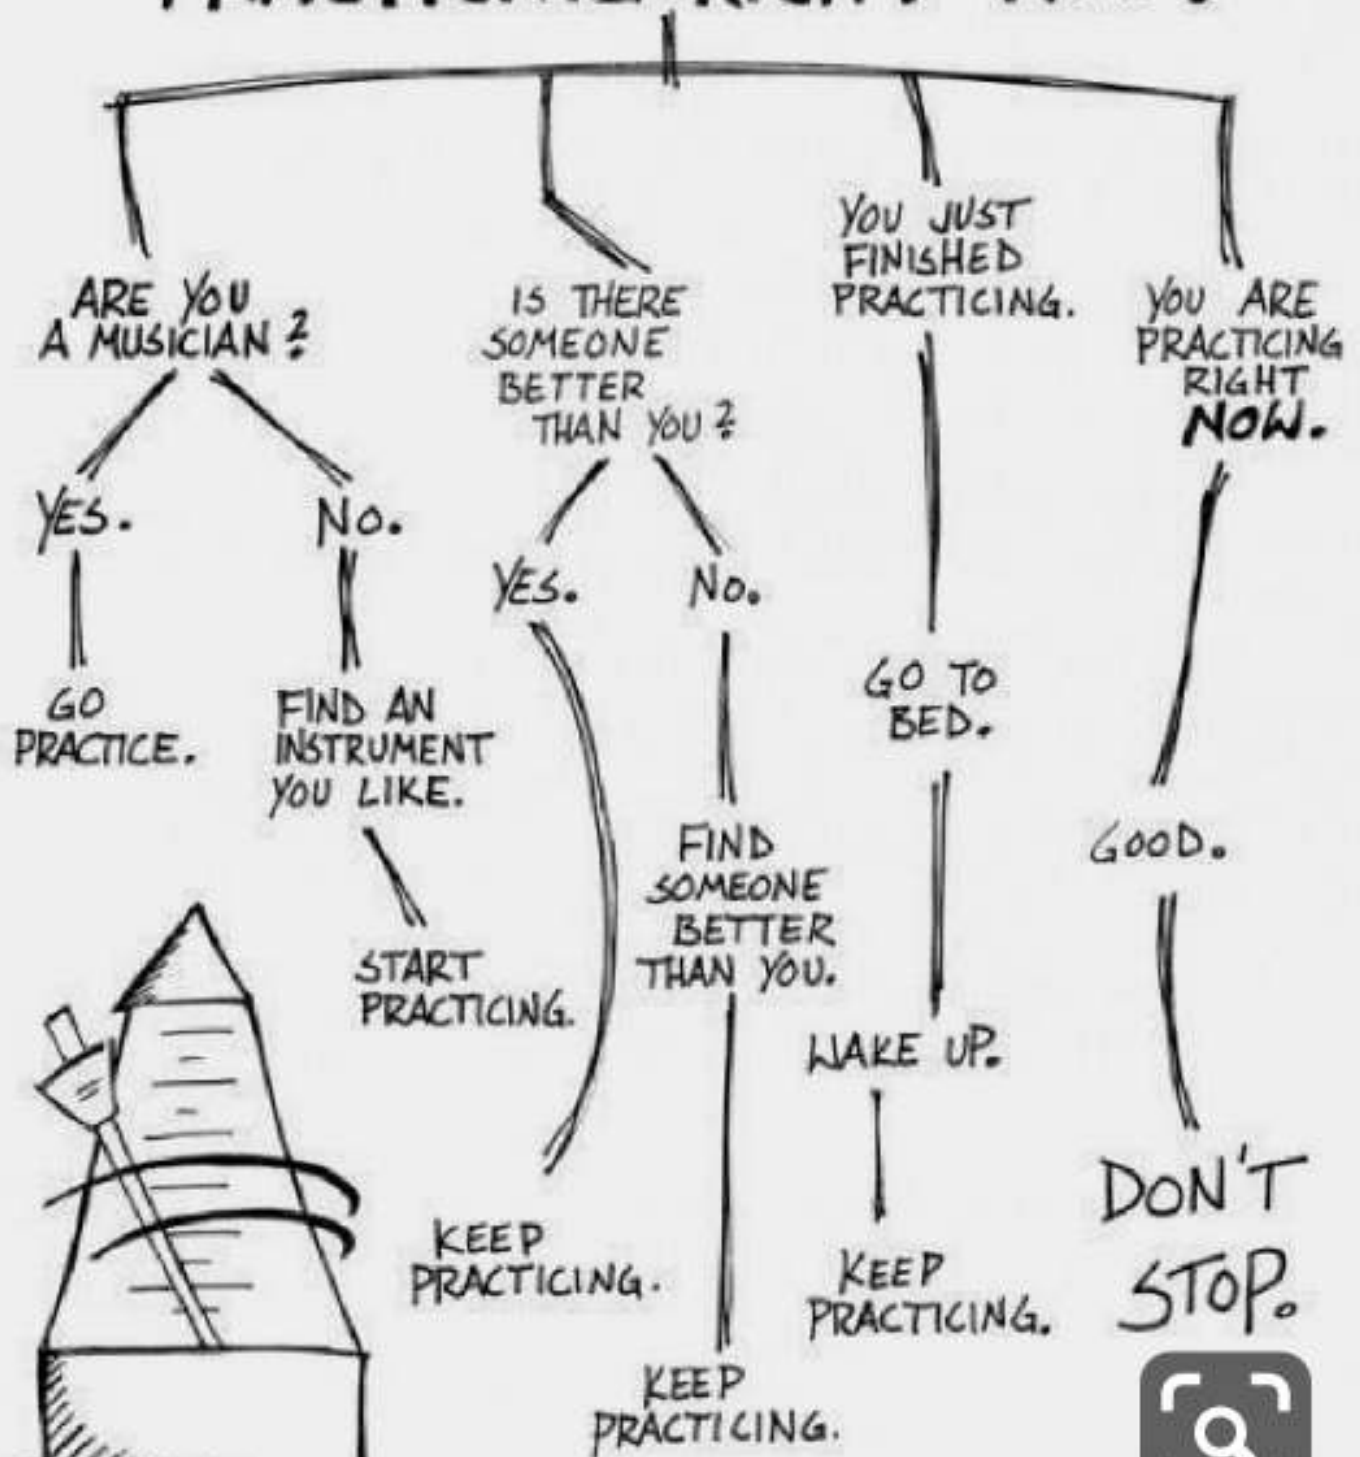 ARE YOU
A MUSICIAN?
YES.
GO
PRACTICE.
NO.
FIND AN
INSTRUMENT
YOU LIKE.
START
PRACTICING.
IS THERE
SOMEONE
BETTER
THAN YOU?
YES.
KEEP
PRACTICING.
NO.
FIND
SOMEONE
BETTER
THAN YOU.
KEEP
PRACTICING.
YOU JUST
FINISHED
PRACTICING.
GO TO
BED.
WAKE UP.
KEEP
PRACTICING.
YOU ARE
PRACTICING
RIGHT
NOW.
GOOD.
DON'T
STOP.